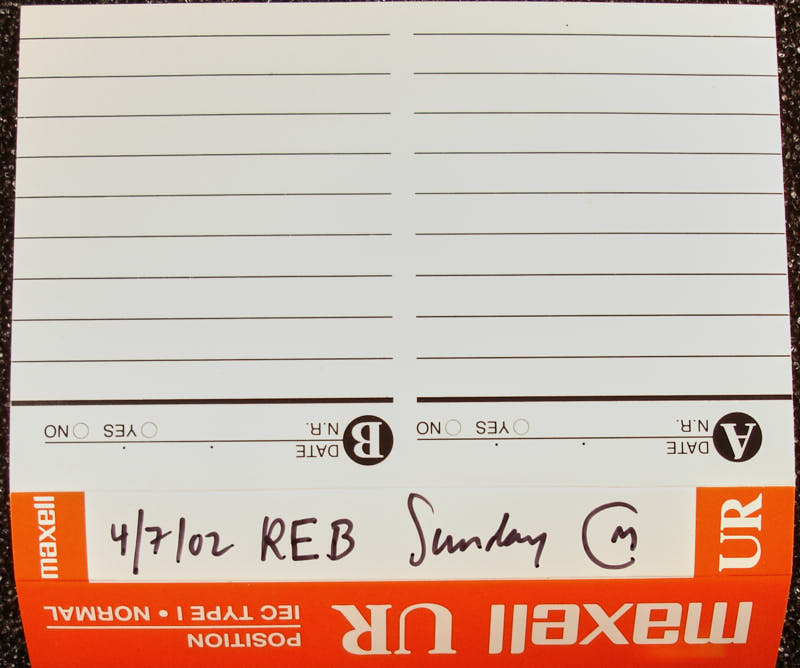 B DATE
N.R. ○ YES ○ NO
A DATE
N.R. ○ YES ○ NO
maxell
4/7/02 REB Sunday
UR
maxell UR
POSITION
IEC TYPE I • NORMAL